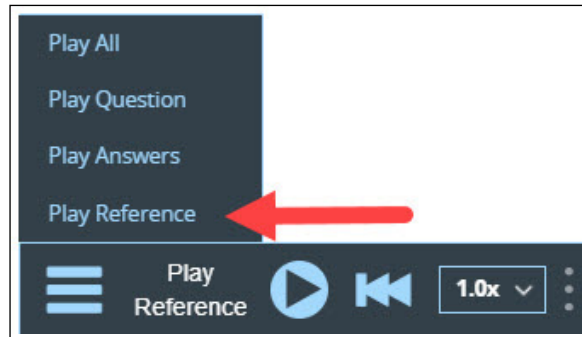 Play All
Play Question
Play Answers
Play Reference
Play
Reference
1.0x